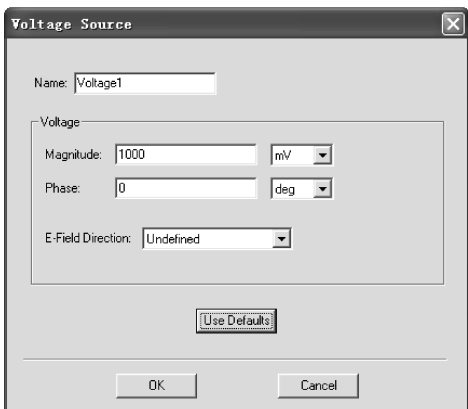 Voltage Source
Name: Voltage1
Voltage
Magnitude: 1000 mV
Phase: 0 deg
E-Field Direction: Undefined
Use Defaults
OK Cancel